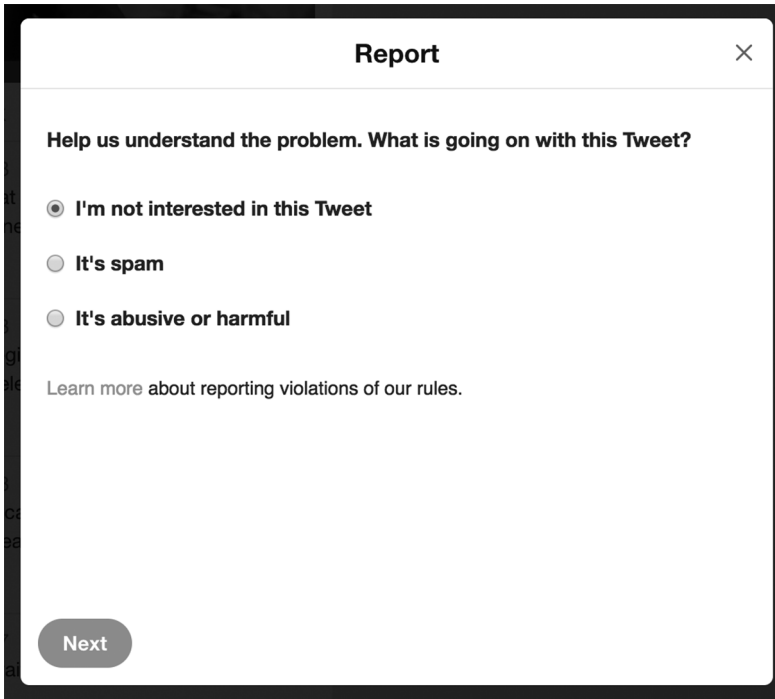 Report
Help us understand the problem. What is going on with this Tweet?
I'm not interested in this Tweet
It's spam
It's abusive or harmful
Learn more about reporting violations of our rules.
Next